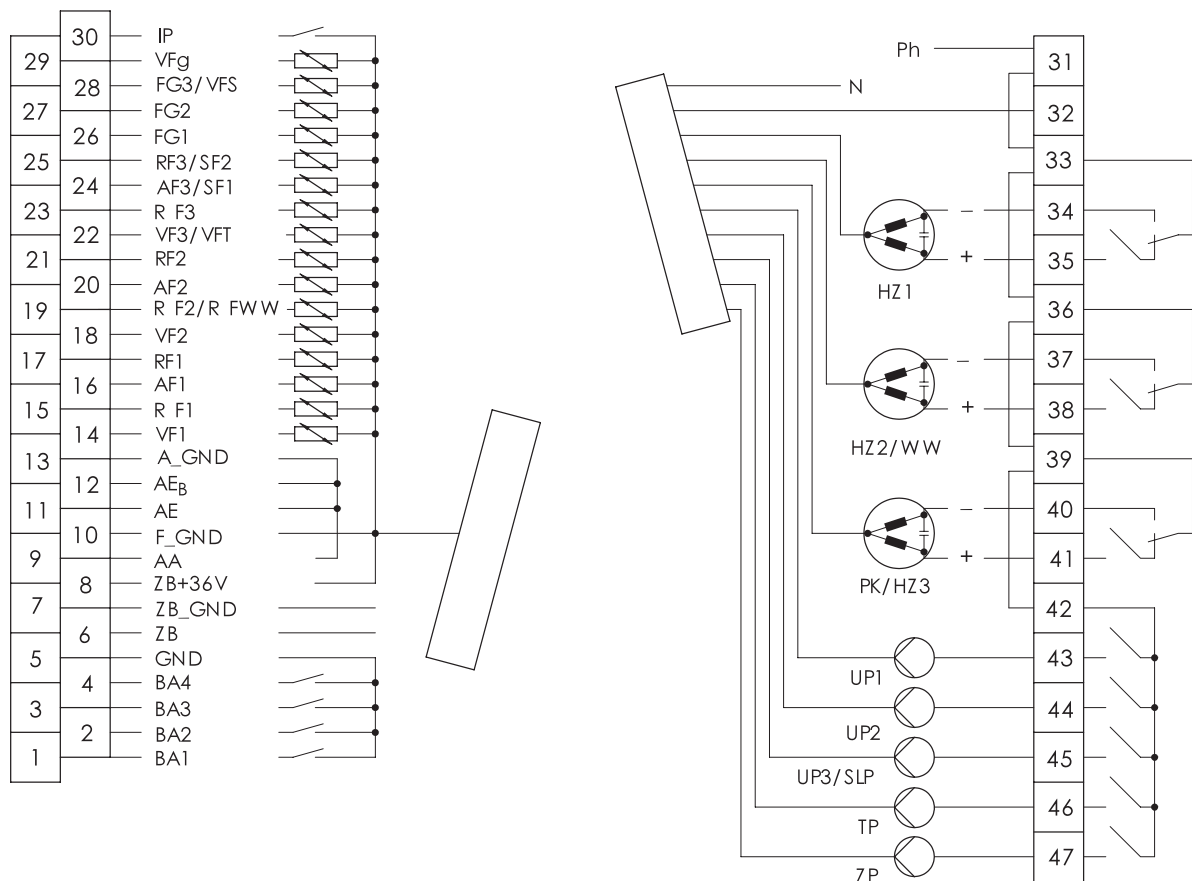 30 IP
29 VFg
28 FG3/VFS
27 FG2
26 FG1
25 RF3/SF2
24 AF3/SF1
23 R F3
22 VF3/VFT
21 RF2
20 AF2
19 R F2/R FWW
18 VF2
17 RF1
16 AF1
15 R F1
14 VF1
13 A_GND
12 AEB
11 AE
10 F_GND
9 AA
8 ZB+36V
7 ZB_GND
6 ZB
5 GND
4 BA4
3 BA3
2 BA2
1 BA1
Ph 31
N
32
33
− 34
+ 35
HZ1
36
− 37
+ 38
HZ2/WW
39
− 40
+ 41
PK/HZ3
42
UP1 43
UP2 44
UP3/SLP 45
TP 46
ZP 47